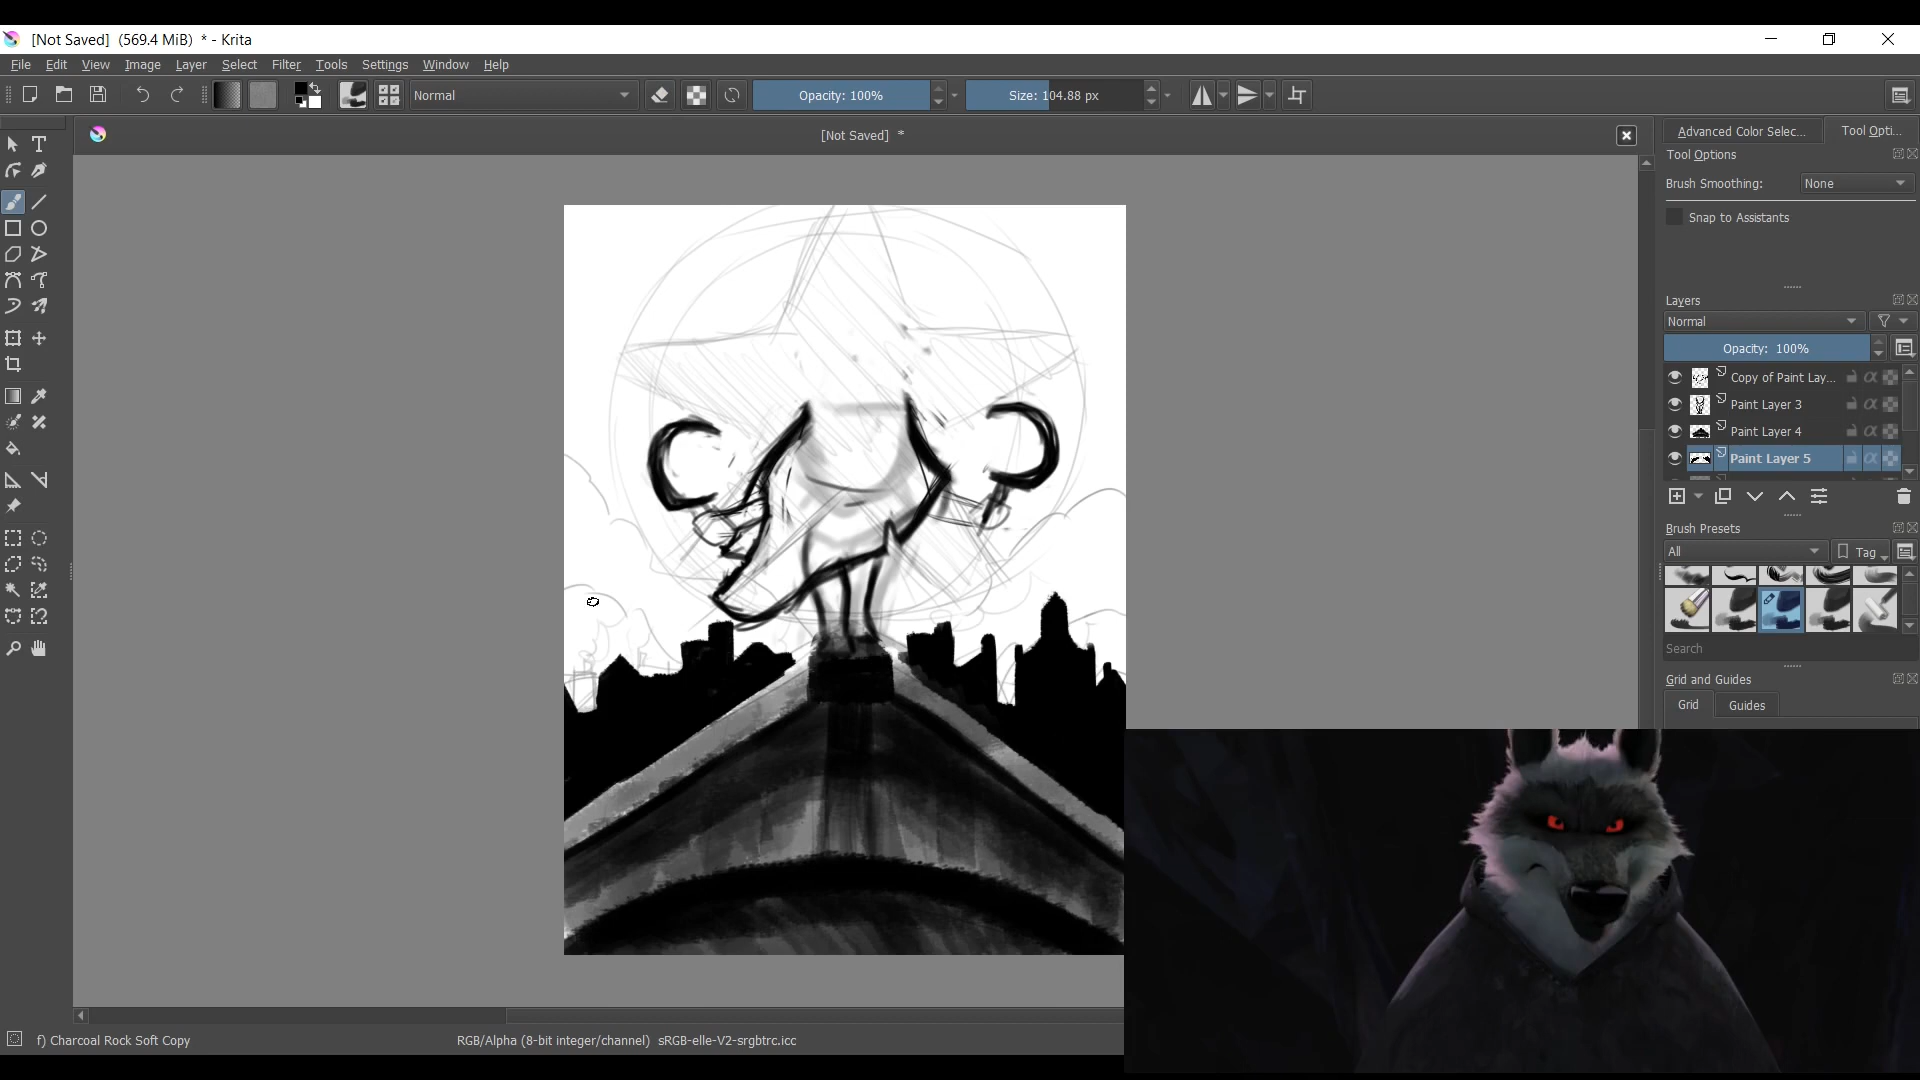 [Not Saved]  (569.4 MiB)  * - Krita
File Edit View Image Layer Select Filter Tools Settings Window Help
Normal Opacity: 100% Size: 104.88 px
[Not Saved]  *
Advanced Color Selec... Tool Opti...
Tool Options
Brush Smoothing: None
Snap to Assistants
Layers
Normal
Opacity:  100%
Copy of Paint Lay...
Paint Layer 3
Paint Layer 4
Paint Layer 5
Brush Presets
All Tag
Search
Grid and Guides
Grid Guides
f) Charcoal Rock Soft Copy RGB/Alpha (8-bit integer/channel)  sRGB-elle-V2-srgbtrc.icc